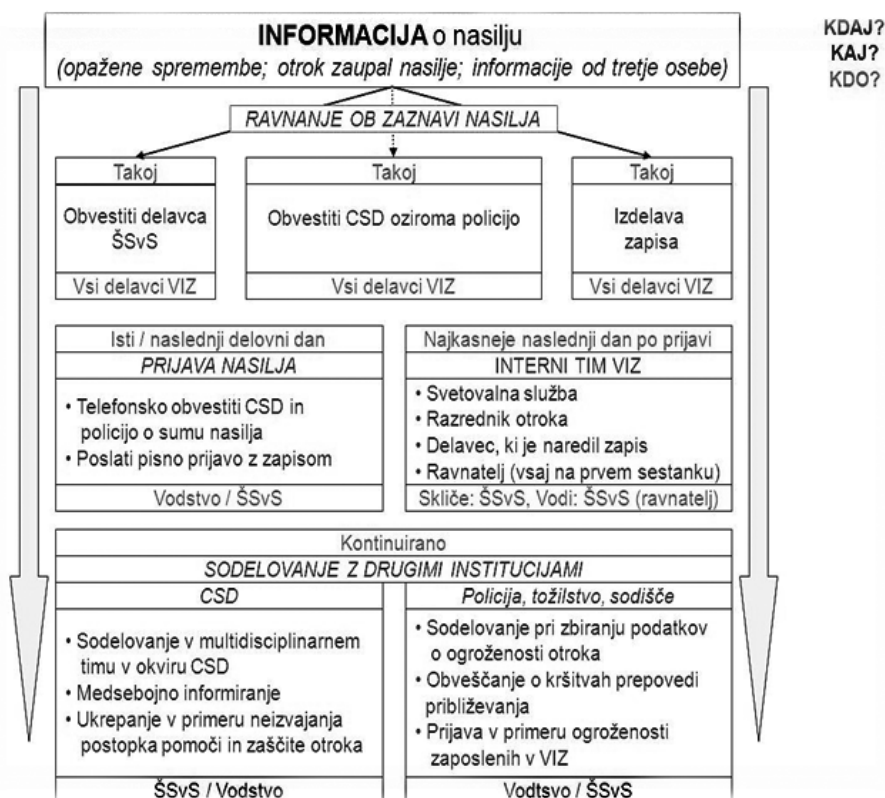 INFORMACIJA o nasilju
(opažene spremembe; otrok zaupal nasilje; informacije od tretje osebe)
KDAJ?
KAJ?
KDO?
RAVNANJE OB ZAZNAVI NASILJA
Takoj
Obvestiti delavca
ŠSvS
Vsi delavci VIZ
Takoj
Obvestiti CSD oziroma policijo
Vsi delavci VIZ
Takoj
Izdelava
zapisa
Vsi delavci VIZ
Isti / naslednji delovni dan
PRIJAVA NASILJA
• Telefonsko obvestiti CSD in
policijo o sumu nasilja
• Poslati pisno prijavo z zapisom
Vodstvo / ŠSvS
Najkasneje naslednji dan po prijavi
INTERNI TIM VIZ
• Svetovalna služba
• Razrednik otroka
• Delavec, ki je naredil zapis
• Ravnatelj (vsaj na prvem sestanku)
Skliče: ŠSvS, Vodi: ŠSvS (ravnatelj)
Kontinuirano
SODELOVANJE Z DRUGIMI INSTITUCIJAMI
CSD
• Sodelovanje v multidisciplinarnem
timu v okviru CSD
• Medsebojno informiranje
• Ukrepanje v primeru neizvajanja
postopka pomoči in zaščite otroka
ŠSvS / Vodstvo
Policija, tožilstvo, sodišče
• Sodelovanje pri zbiranju podatkov
o ogroženosti otroka
• Obveščanje o kršitvah prepovedi
približevanja
• Prijava v primeru ogroženosti
zaposlenih v VIZ
Vodtsvo / ŠSvS